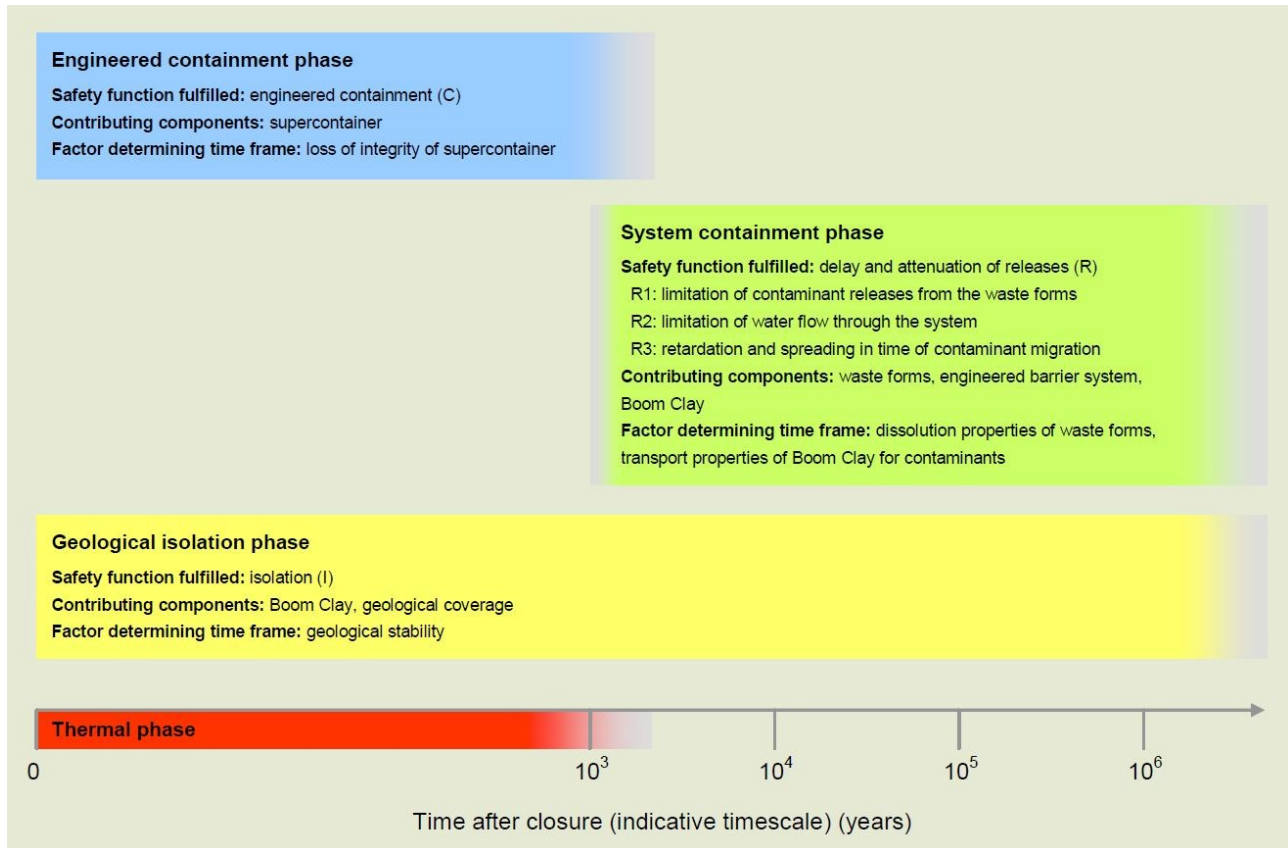 Engineered containment phase
Safety function fulfilled: engineered containment (C)
Contributing components: supercontainer
Factor determining time frame: loss of integrity of supercontainer
System containment phase
Safety function fulfilled: delay and attenuation of releases (R)
R1: limitation of contaminant releases from the waste forms
R2: limitation of water flow through the system
R3: retardation and spreading in time of contaminant migration
Contributing components: waste forms, engineered barrier system,
Boom Clay
Factor determining time frame: dissolution properties of waste forms,
transport properties of Boom Clay for contaminants
Geological isolation phase
Safety function fulfilled: isolation (I)
Contributing components: Boom Clay, geological coverage
Factor determining time frame: geological stability
Thermal phase
0 10³ 10⁴ 10⁵ 10⁶
Time after closure (indicative timescale) (years)